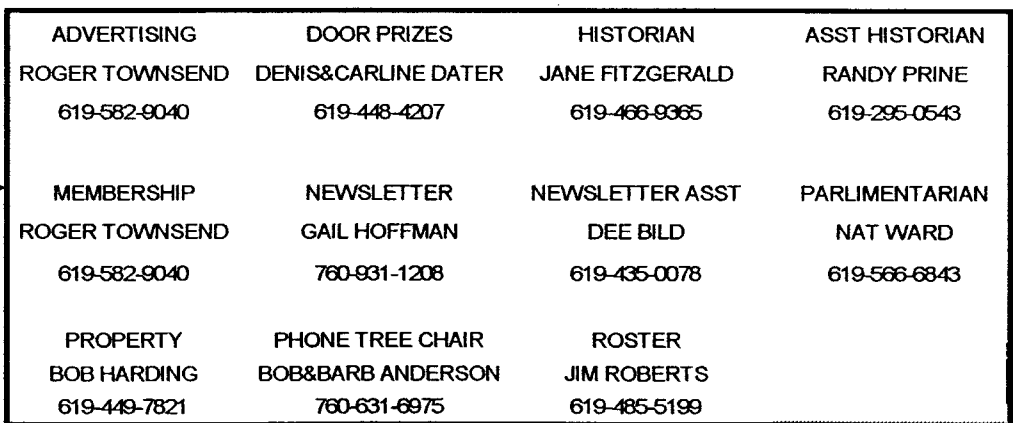 ADVERTISING DOOR PRIZES HISTORIAN ASST HISTORIAN
ROGER TOWNSEND DENIS&CARLINE DATER JANE FITZGERALD RANDY PRINE
619-582-9040 619-448-4207 619-466-9365 619-295-0543
MEMBERSHIP NEWSLETTER NEWSLETTER ASST PARLIMENTARIAN
ROGER TOWNSEND GAIL HOFFMAN DEE BILD NAT WARD
619-582-9040 760-931-1208 619-435-0078 619-566-6843
PROPERTY PHONE TREE CHAIR ROSTER
BOB HARDING BOB&BARB ANDERSON JIM ROBERTS
619-449-7821 760-631-6975 619-485-5199